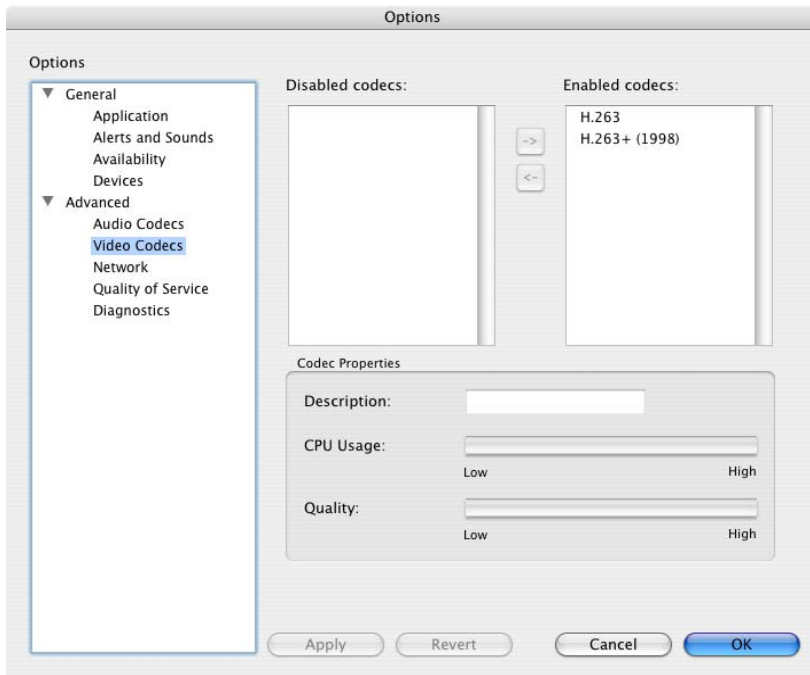 Options
Options
General
Application
Alerts and Sounds
Availability
Devices
Advanced
Audio Codecs
Video Codecs
Network
Quality of Service
Diagnostics
Disabled codecs:
->
<-
Enabled codecs:
H.263
H.263+ (1998)
Codec Properties
Description:
CPU Usage:
Low High
Quality:
Low High
Apply Revert Cancel OK